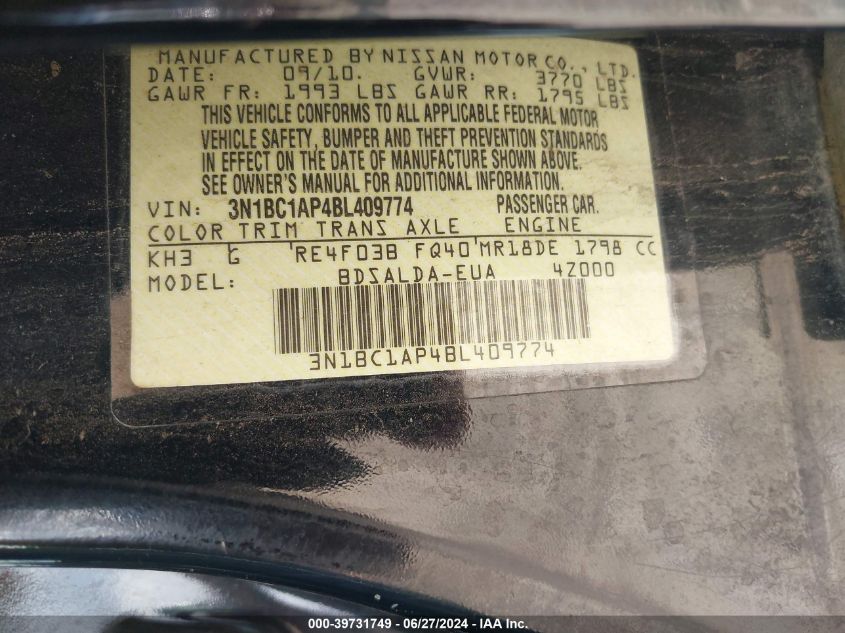 MANUFACTURED BY NISSAN MOTOR CO., LTD.
DATE: 09/10. GVWR: 3770 LBS
GAWR FR: 1993 LBS GAWR RR: 1795 LBS
THIS VEHICLE CONFORMS TO ALL APPLICABLE FEDERAL MOTOR
VEHICLE SAFETY, BUMPER AND THEFT PREVENTION STANDARDS
IN EFFECT ON THE DATE OF MANUFACTURE SHOWN ABOVE.
SEE OWNER'S MANUAL FOR ADDITIONAL INFORMATION.
VIN: 3N1BC1AP4BL409774 PASSENGER CAR.
COLOR TRIM TRANS AXLE ENGINE
KH3 G 'RE4F03B FQ40'MR18DE 1798 CC
MODEL: BDSALDA-EUA 4Z000
3N1BC1AP4BL409774
000-39731749 | 06/27/2024 | IAA Inc.